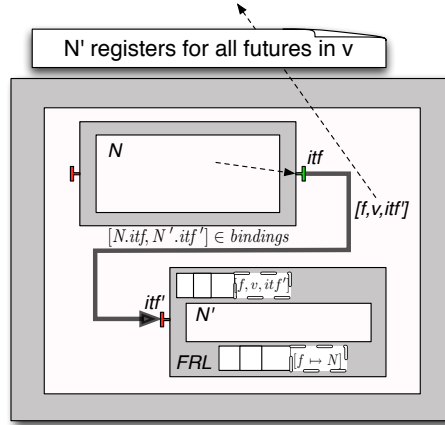 N' registers for all futures in v
N
itf
[f,v,itf']
[N.itf, N'.itf'] ∈ bindings
itf'
[f, v, itf']
N'
FRL
[f ↦ N]